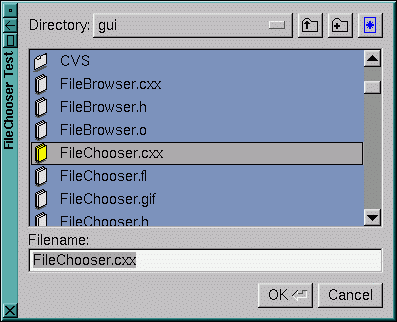 FileChooser Test
Directory: gui
CVS
FileBrowser.cxx
FileBrowser.h
FileBrowser.o
FileChooser.cxx
FileChooser.fl
FileChooser.gif
FileChooser.h
Filename:
FileChooser.cxx
OK Cancel